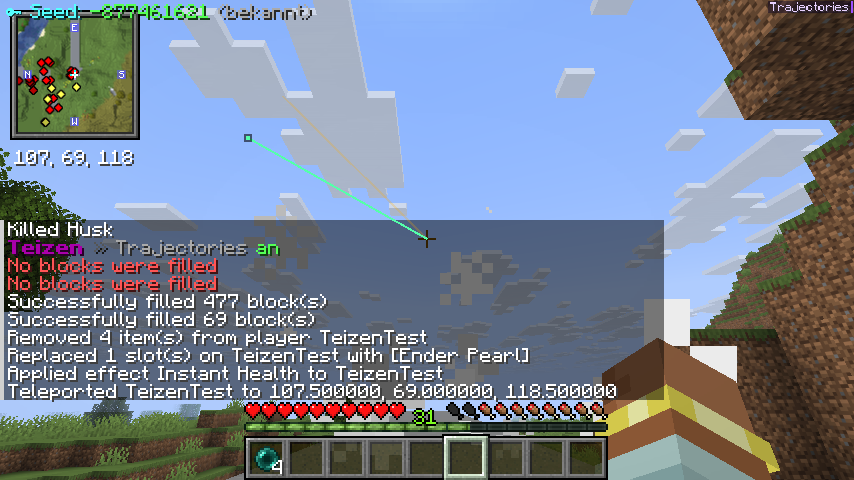 Seed: -877461621 (bekannt)
Trajectories
E
N
S
W
107, 69, 118
Killed Husk
Teizen » Trajectories an
No blocks were filled
No blocks were filled
Successfully filled 477 block(s)
Successfully filled 69 block(s)
Removed 4 item(s) from player TeizenTest
Replaced 1 slot(s) on TeizenTest with [Ender Pearl]
Applied effect Instant Health to TeizenTest
Teleported TeizenTest to 107.500000, 69.000000, 118.500000
81
4